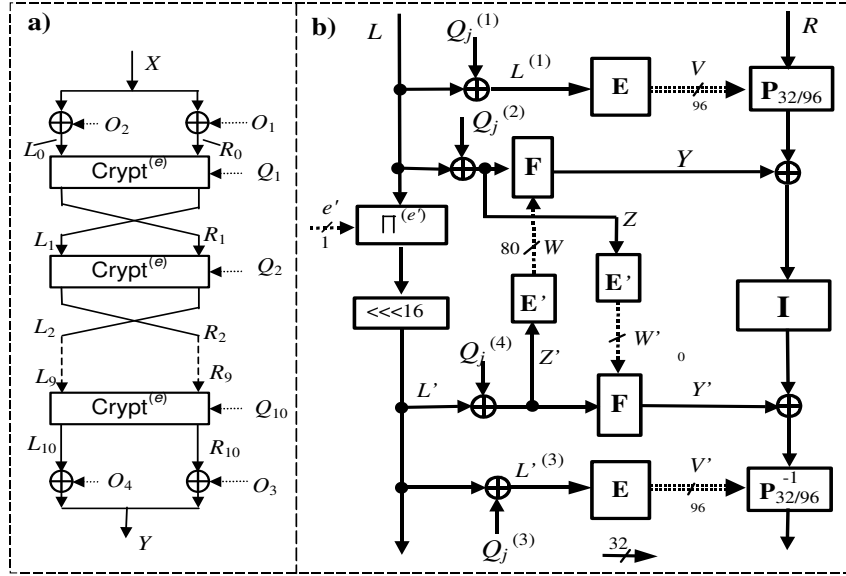 a)
X
O₂
O₁
L₀
R₀
Crypt⁽ᵉ⁾
Q₁
L₁
R₁
Crypt⁽ᵉ⁾
Q₂
L₂
R₂
L₉
R₉
Crypt⁽ᵉ⁾
Q₁₀
L₁₀
R₁₀
O₄
O₃
Y
b)
L
Qⱼ⁽¹⁾
L⁽¹⁾
E
V
96
R
P₃₂/₉₆
Qⱼ⁽²⁾
F
Y
e'
1
Π⁽ᵉ'⁾
80
W
Z
E'
E'
<<<16
I
Qⱼ⁽⁴⁾
Z'
W'
0
L'
F
Y'
L'⁽³⁾
E
V'
96
P⁻¹₃₂/₉₆
Qⱼ⁽³⁾
32